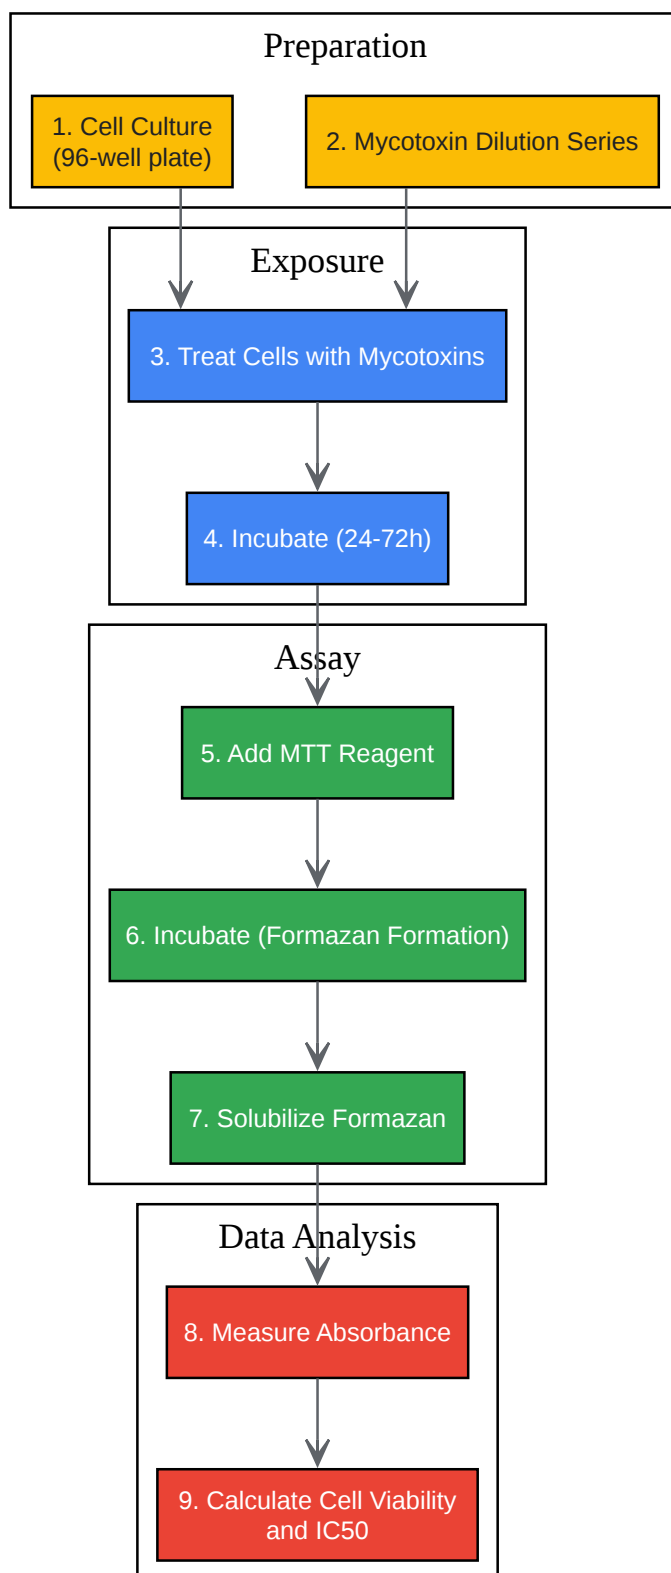 Preparation
1. Cell Culture
(96-well plate)
2. Mycotoxin Dilution Series
Exposure
3. Treat Cells with Mycotoxins
4. Incubate (24-72h)
Assay
5. Add MTT Reagent
6. Incubate (Formazan Formation)
7. Solubilize Formazan
Data Analysis
8. Measure Absorbance
9. Calculate Cell Viability
and IC50